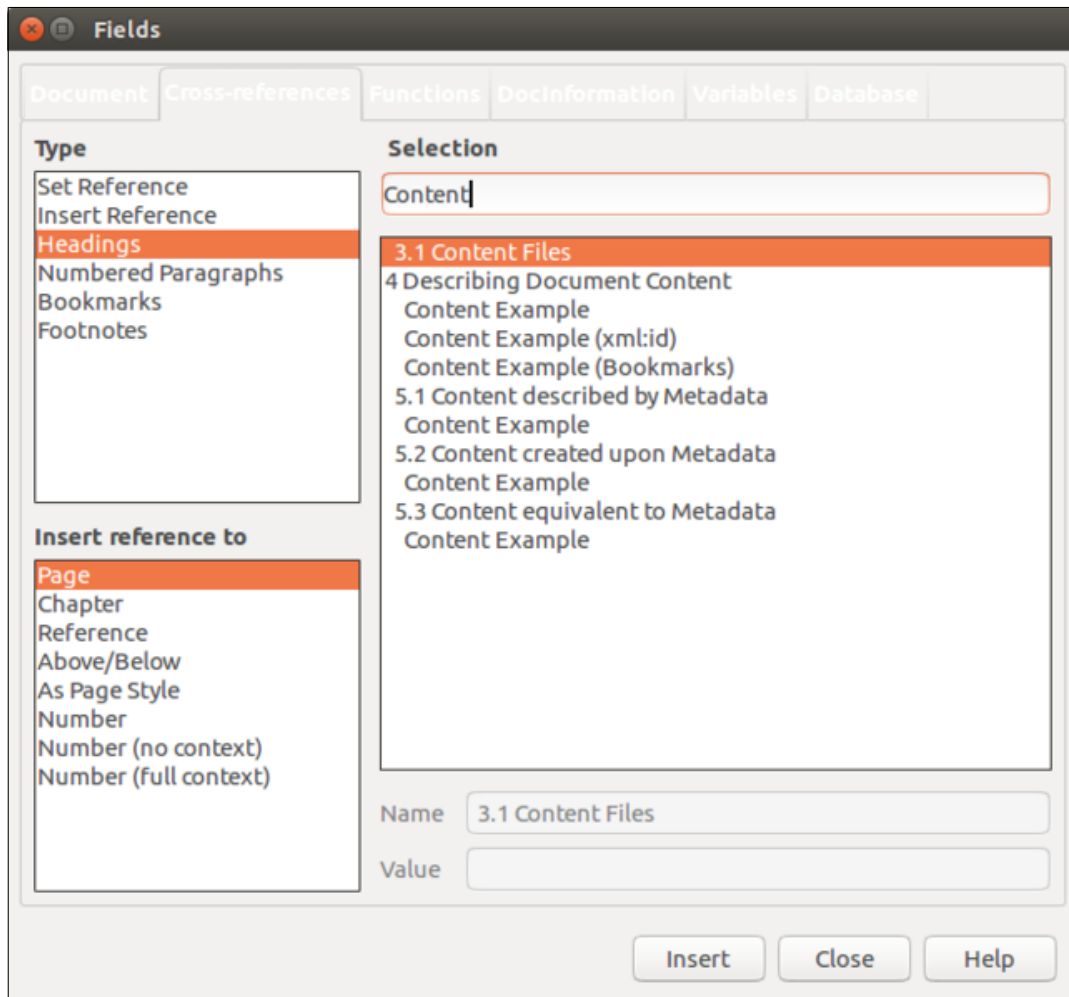 Fields
Document Cross-references Functions DocInformation Variables Database
Type
Set Reference
Insert Reference
Headings
Numbered Paragraphs
Bookmarks
Footnotes
Insert reference to
Page
Chapter
Reference
Above/Below
As Page Style
Number
Number (no context)
Number (full context)
Selection
Content
3.1 Content Files
4 Describing Document Content
Content Example
Content Example (xml:id)
Content Example (Bookmarks)
5.1 Content described by Metadata
Content Example
5.2 Content created upon Metadata
Content Example
5.3 Content equivalent to Metadata
Content Example
Name 3.1 Content Files
Value
Insert Close Help